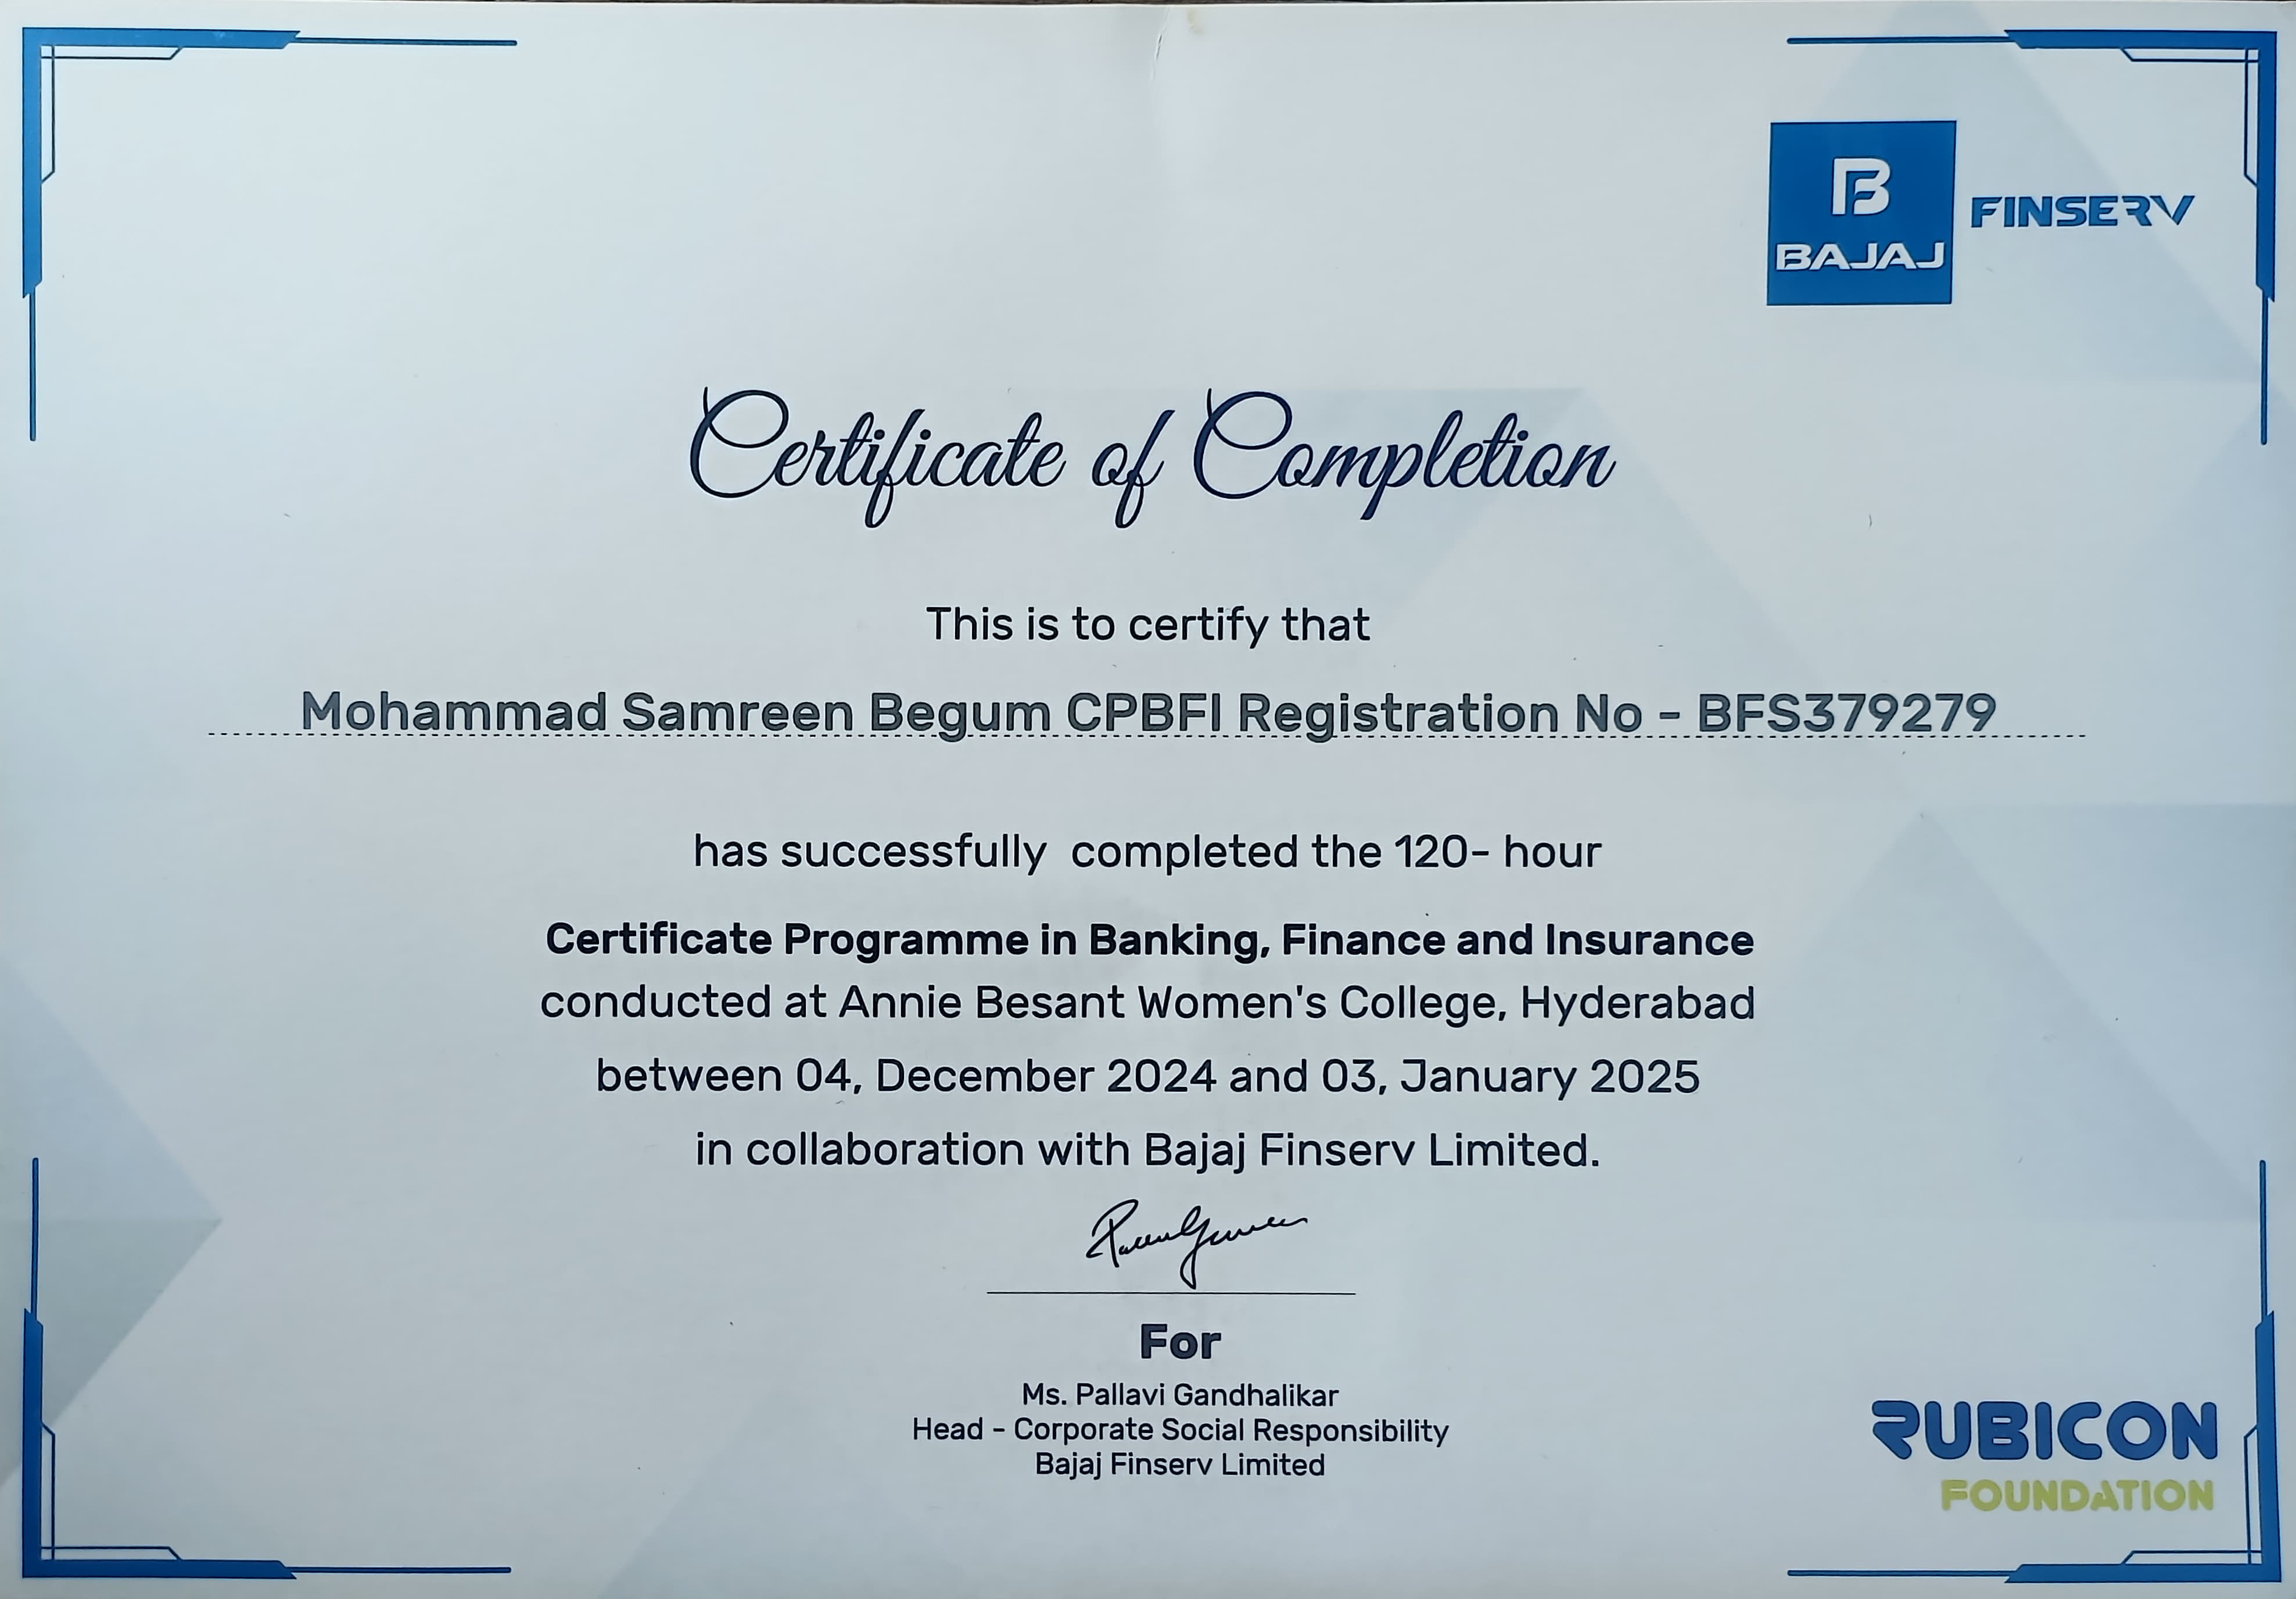 BAJAJ
FINSERV
Certificate of Completion
This is to certify that
Mohammad Samreen Begum CPBFI Registration No - BFS379279
has successfully  completed the 120- hour
Certificate Programme in Banking, Finance and Insurance
conducted at Annie Besant Women's College, Hyderabad
between 04, December 2024 and 03, January 2025
in collaboration with Bajaj Finserv Limited.
For
Ms. Pallavi Gandhalikar
Head - Corporate Social Responsibility
Bajaj Finserv Limited
RUBICON
FOUNDATION